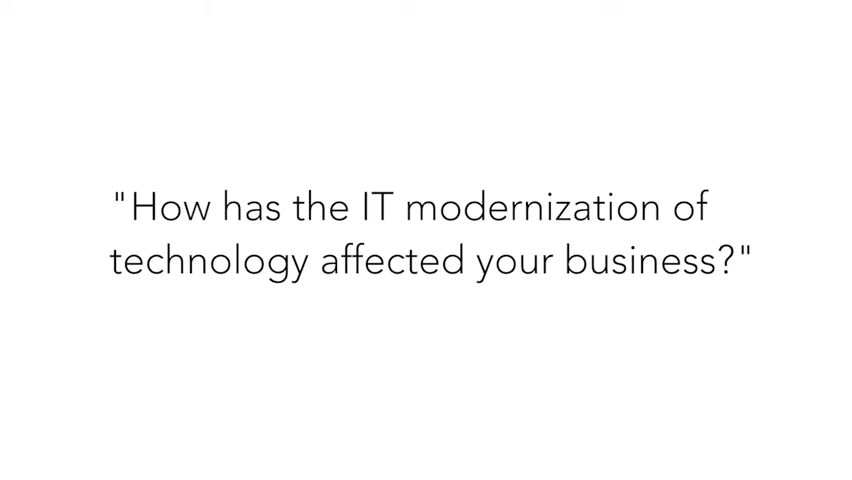 "How has the IT modernization of
technology affected your business?"